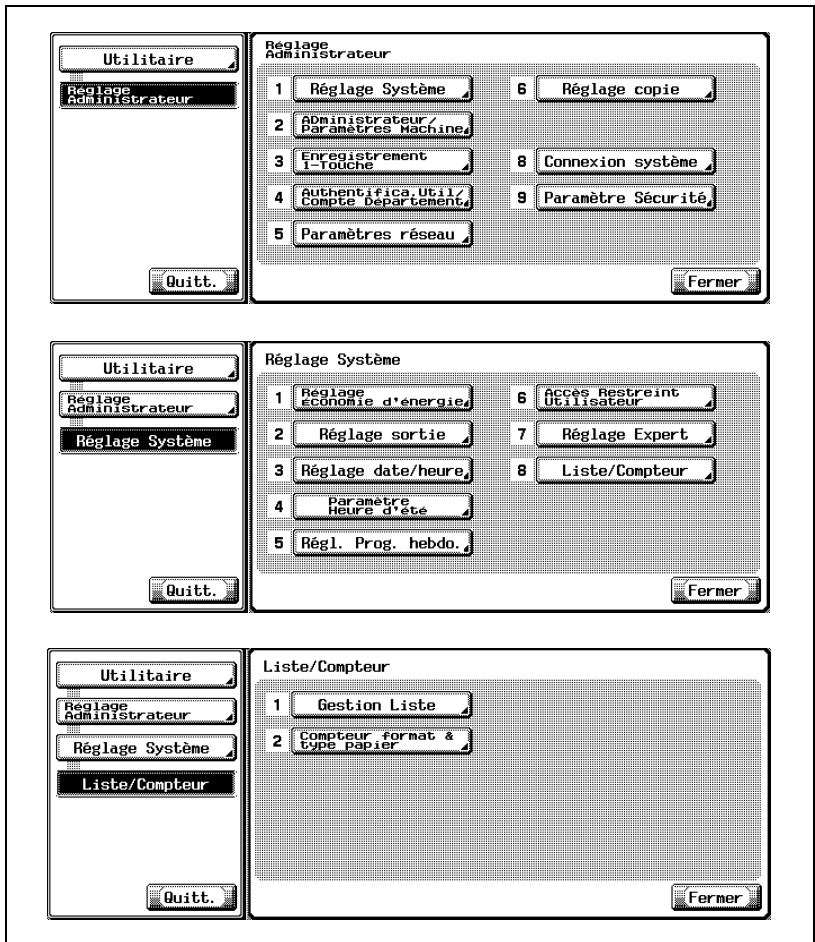 Utilitaire
Réglage
Administrateur
Quitt.
Réglage
Administrateur
1 Réglage Système
2 ADministrateur/
Paramètres Machine
3 Enregistrement
1-Touche
4 Authentifica.Util/
Compte Département
5 Paramètres réseau
6 Réglage copie
8 Connexion système
9 Paramètre Sécurité
Fermer
Utilitaire
Réglage
Administrateur
Réglage Système
Quitt.
Réglage Système
1 Réglage
économie d'énergie
2 Réglage sortie
3 Réglage date/heure
4 Paramètre
Heure d'été
5 Régl. Prog. hebdo.
6 Accès Restreint
Utilisateur
7 Réglage Expert
8 Liste/Compteur
Fermer
Utilitaire
Réglage
Administrateur
Réglage Système
Liste/Compteur
Quitt.
Liste/Compteur
1 Gestion Liste
2 Compteur format &
type papier
Fermer